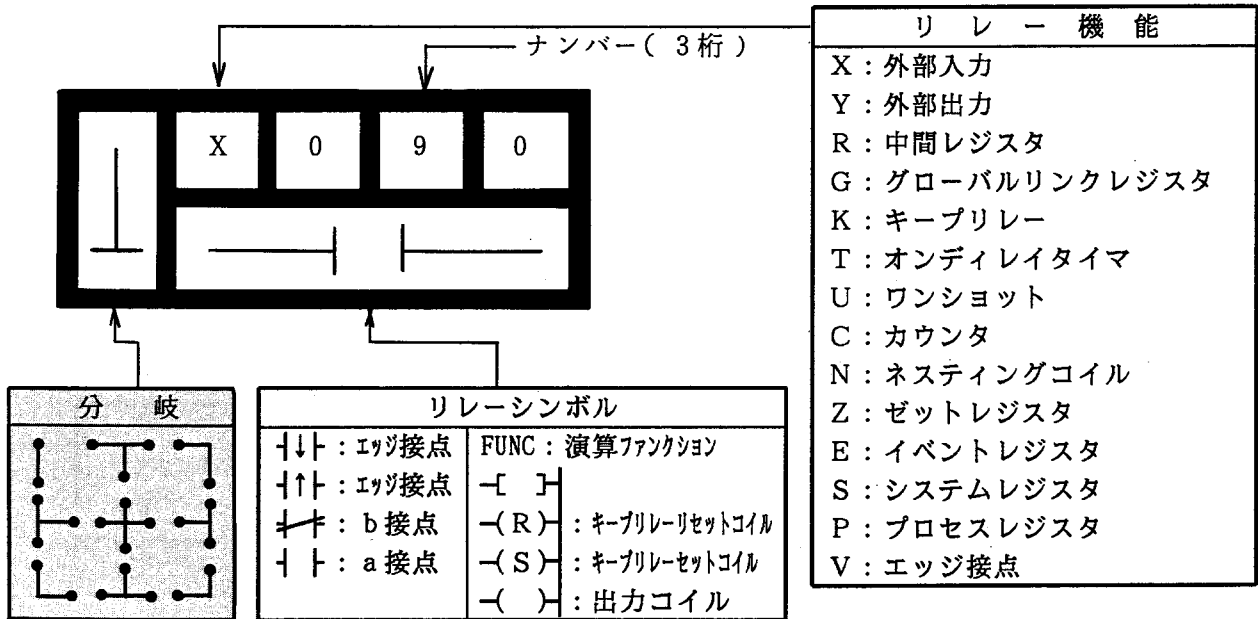 ナンバー( 3桁 )
X 0 9 0
リレー機能
X:外部入力
Y:外部出力
R:中間レジスタ
G:グローバルリンクレジスタ
K:キープリレー
T:オンディレイタイマ
U:ワンショット
C:カウンタ
N:ネスティングコイル
Z:ゼットレジスタ
E:イベントレジスタ
S:システムレジスタ
P:プロセスレジスタ
V:エッジ接点
分岐
リレーシンボル
┤↓├:エッジ接点
┤↑├:エッジ接点
:b接点
┤ ├:a接点
FUNC:演算ファンクション
-[ ]
-(R):キープリレーリセットコイル
-(S):キープリレーセットコイル
-( ):出力コイル